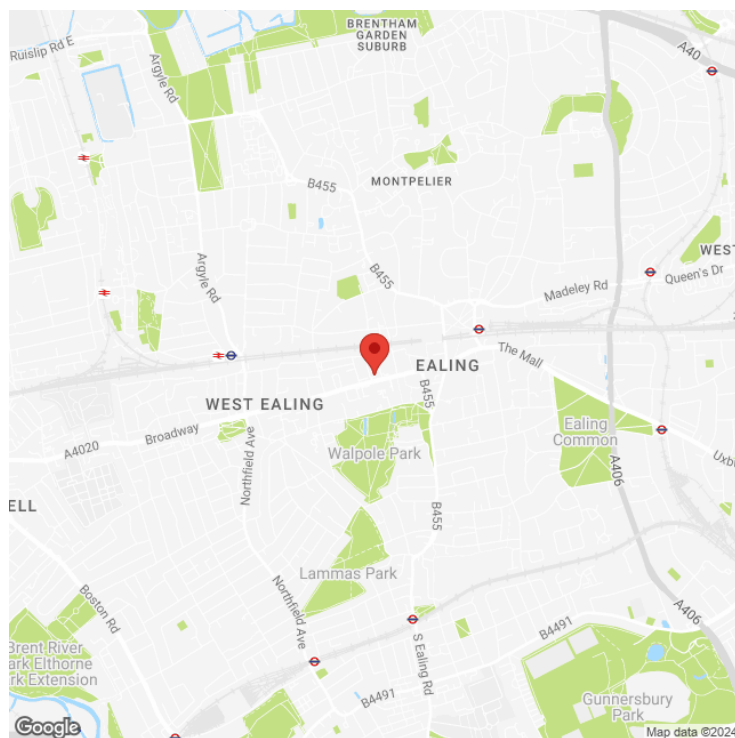 BRENTHAM
GARDEN
SUBURB
Ruislip Rd E
Argyle Rd
A40
B455
MONTPELIER
WEST
Argyle Rd
B455
Queen's Dr
Madeley Rd
The Mall
EALING
B455
WEST EALING
Broadway
A4020
Ealing
Common
Northfield Ave
Walpole Park
A406
Uxb
ELL
B455
Lammas Park
Boston Rd
Northfield Ave
A406
B4491
S Ealing Rd
Brent River
ark Elthorne
rk Extension
B4491
Gunnersbury
Park
Google
Map data ©2024